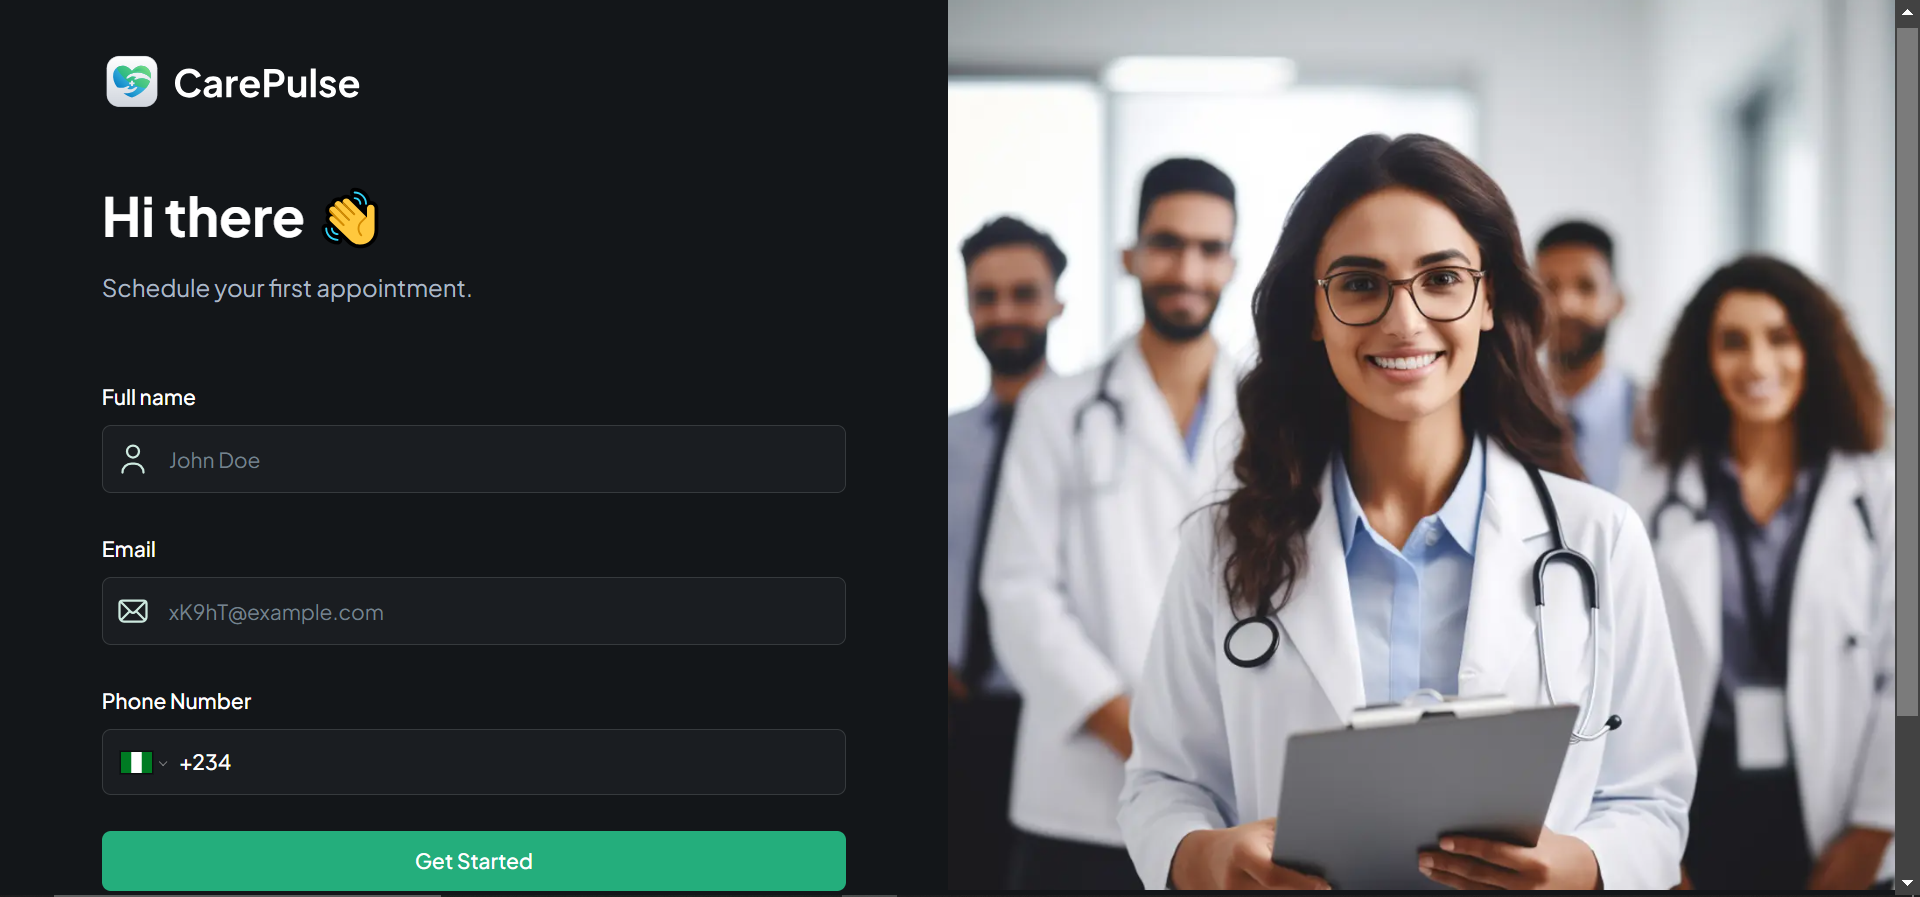 CarePulse
Hi there 👋
Schedule your first appointment.
Full name
John Doe
Email
xK9hT@example.com
Phone Number
+234
Get Started